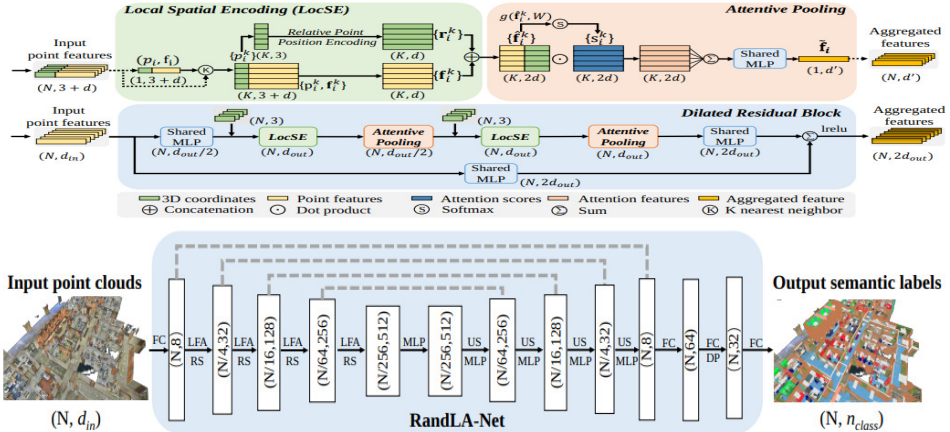 Local Spatial Encoding (LocSE)
Attentive Pooling
Input point features
(N, 3 + d)
(p_i, f_i)
(1, 3 + d)
K
{p_i^k}
(K, 3)
Relative Point Position Encoding
{r_i^k}
(K, d)
(K, 3 + d)
{p_i^k, f_i^k}
{f_i^k}
(K, d)
g(f̂_i^k, W)
S
{f̂_i^k}
(K, 2d)
{s_i^k}
(K, 2d)
(K, 2d)
Σ
Shared MLP
f̃_i
(1, d')
Aggregated features
(N, d')
Dilated Residual Block
Input point features
(N, d_in)
Shared MLP
(N, d_out/2)
(N, 3)
LocSE
(N, d_out)
Attentive Pooling
(N, d_out/2)
(N, 3)
LocSE
(N, d_out)
Attentive Pooling
(N, d_out)
Shared MLP
(N, 2d_out)
Σ
lrelu
Shared MLP
(N, 2d_out)
Aggregated features
(N, 2d_out)
3D coordinates
Point features
Attention scores
Attention features
Aggregated feature
Concatenation
Dot product
S Softmax
Σ Sum
K K nearest neighbor
Input point clouds
(N, d_in)
FC
(N,8)
LFA
RS
(N/4,32)
LFA
RS
(N/16,128)
LFA
RS
(N/64,256)
LFA
RS
(N/256,512)
MLP
(N/256,512)
US
MLP
(N/64,256)
US
MLP
(N/16,128)
US
MLP
(N/4,32)
US
MLP
(N,8)
FC
(N,64)
FC
DP
(N,32)
FC
Output semantic labels
(N, n_class)
RandLA-Net